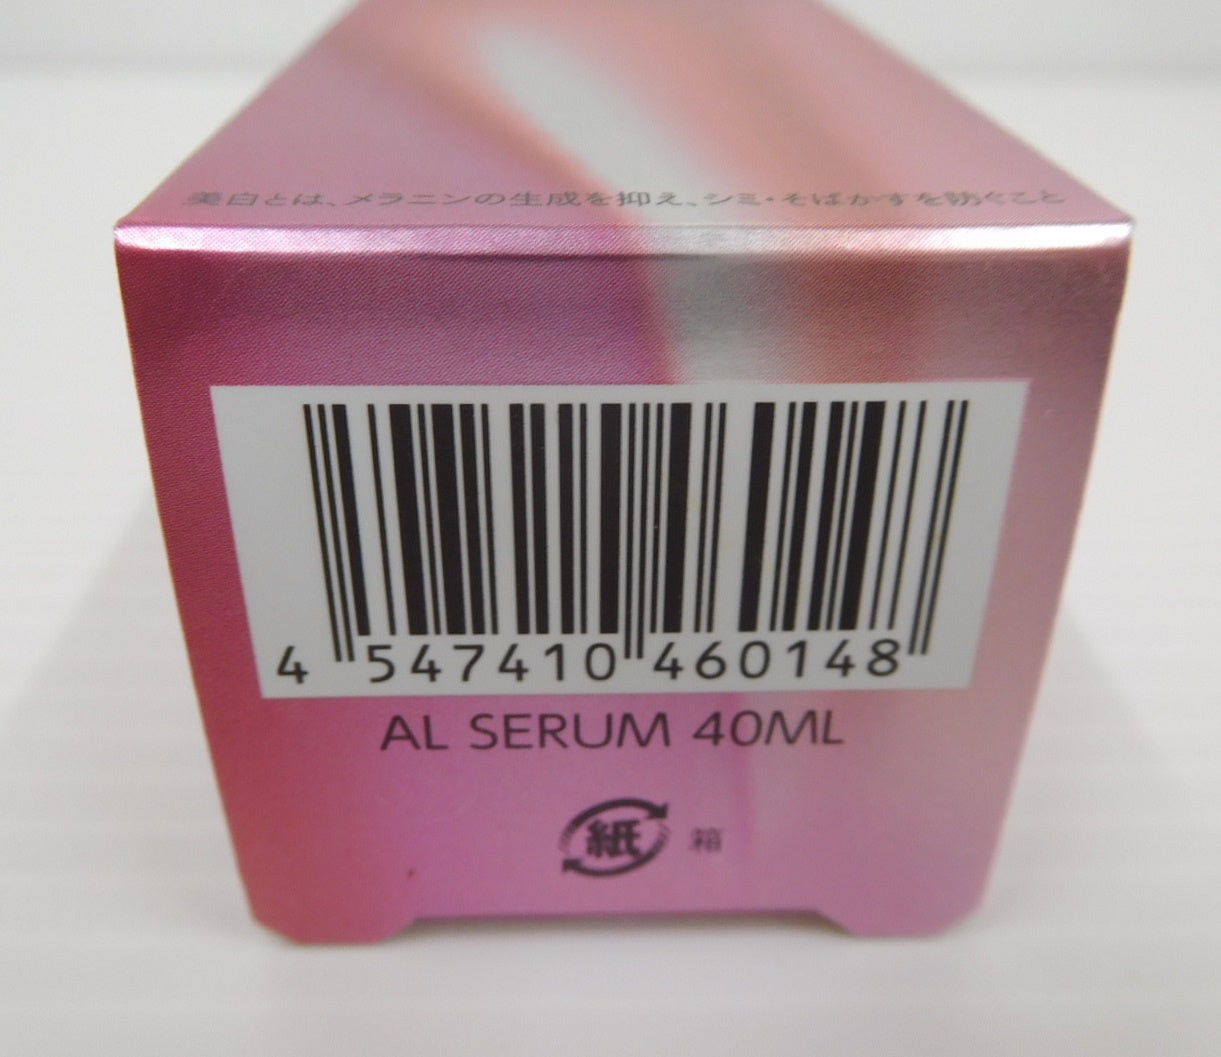 美白とは、メラニンの生成を抑え、シミ・そばかすを防ぐこと
4 547410 460148
AL SERUM 40ML
紙 箱